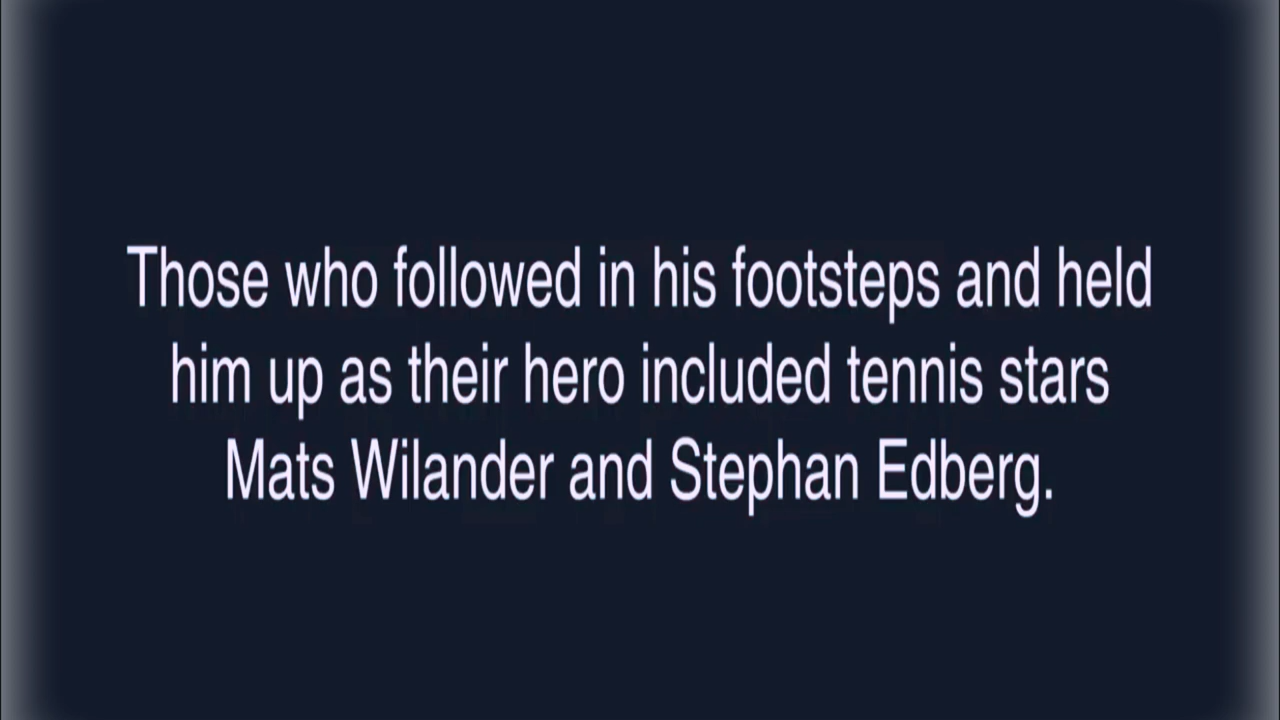 Those who followed in his footsteps and held
him up as their hero included tennis stars
Mats Wilander and Stephan Edberg.